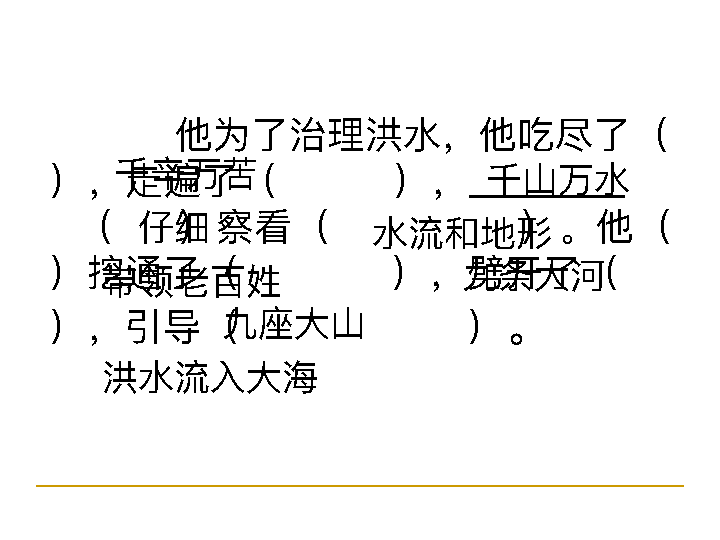 他为了治理洪水，他吃尽了（
千辛万苦
），走遍了（　　　），
千山万水
（　　）察看（　　　　）。他（
仔细
水流和地形
）挖通了（　　　　），劈开了（
带领老百姓
九条大河
），引导（　　　　　　）。
九座大山
洪水流入大海